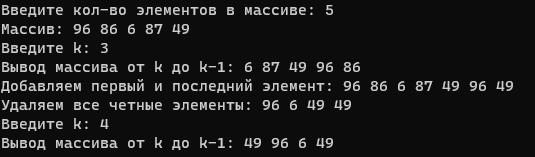 Введите кол-во элементов в массиве: 5
Массив: 96 86 6 87 49
Введите k: 3
Вывод массива от k до k-1: 6 87 49 96 86
Добавляем первый и последний элемент: 96 86 6 87 49 96 49
Удаляем все четные элементы: 96 6 49 49
Введите k: 4
Вывод массива от k до k-1: 49 96 6 49